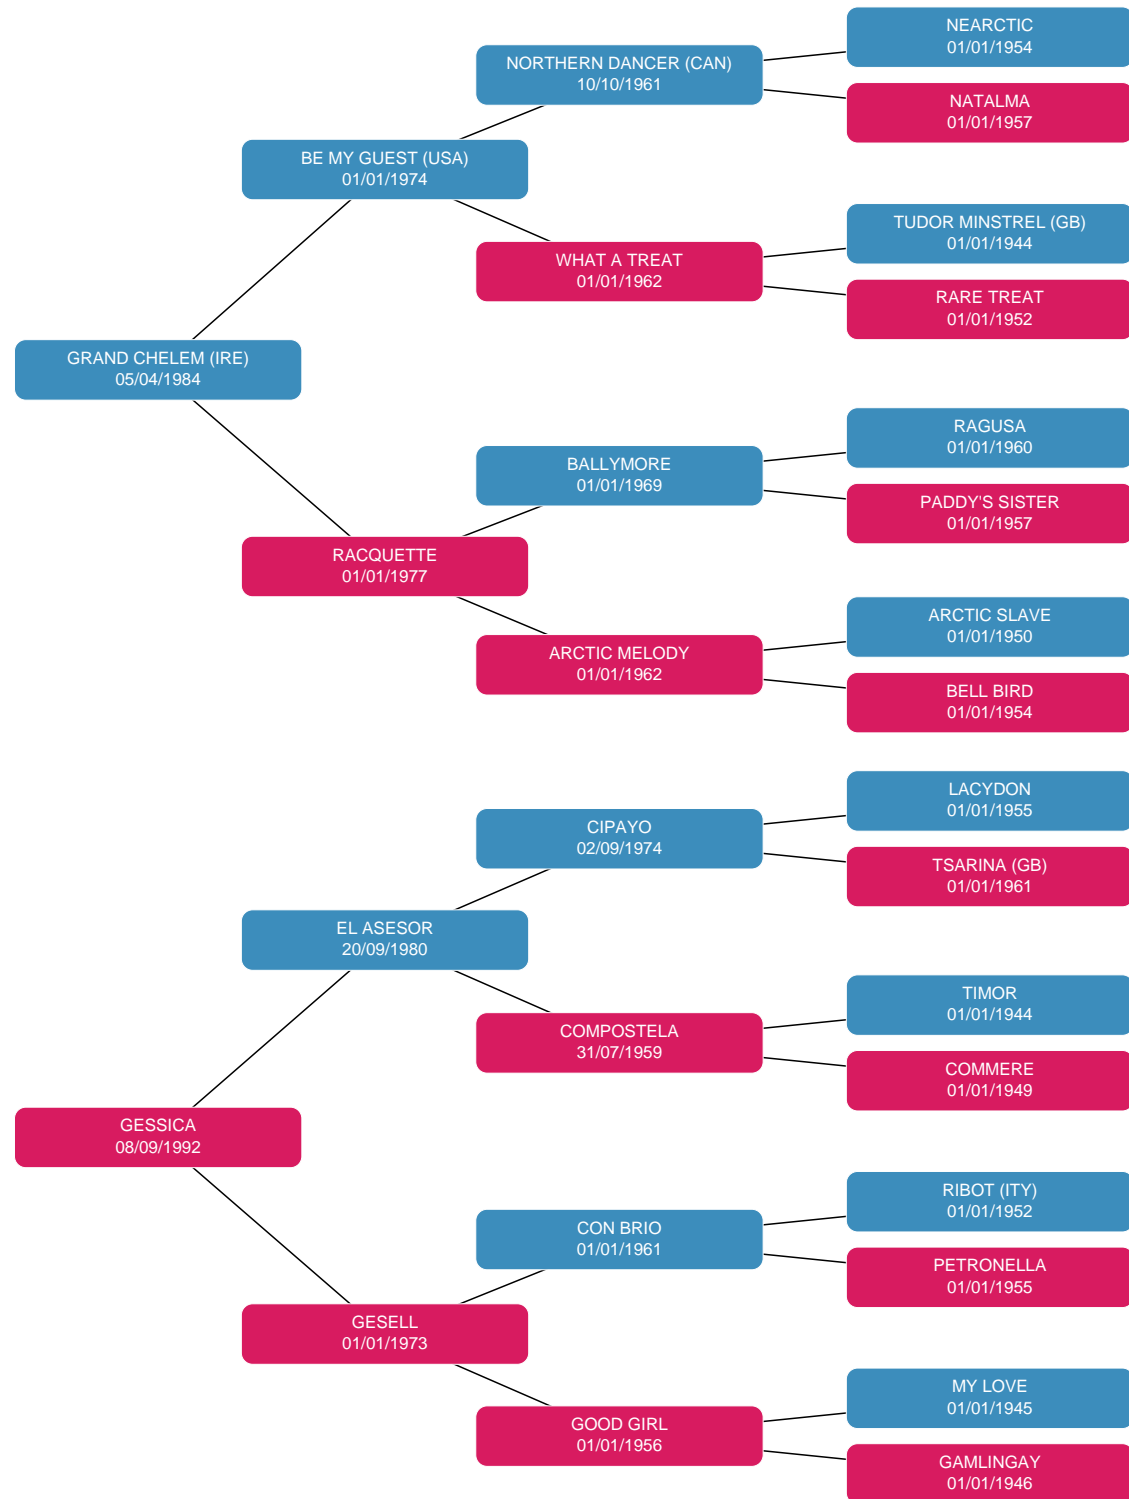 NEARCTIC
01/01/1954
NORTHERN DANCER (CAN)
10/10/1961
NATALMA
01/01/1957
BE MY GUEST (USA)
01/01/1974
TUDOR MINSTREL (GB)
01/01/1944
WHAT A TREAT
01/01/1962
RARE TREAT
01/01/1952
GRAND CHELEM (IRE)
05/04/1984
RAGUSA
01/01/1960
BALLYMORE
01/01/1969
PADDY'S SISTER
01/01/1957
RACQUETTE
01/01/1977
ARCTIC SLAVE
01/01/1950
ARCTIC MELODY
01/01/1962
BELL BIRD
01/01/1954
LACYDON
01/01/1955
CIPAYO
02/09/1974
TSARINA (GB)
01/01/1961
EL ASESOR
20/09/1980
TIMOR
01/01/1944
COMPOSTELA
31/07/1959
COMMERE
01/01/1949
GESSICA
08/09/1992
RIBOT (ITY)
01/01/1952
CON BRIO
01/01/1961
PETRONELLA
01/01/1955
GESELL
01/01/1973
MY LOVE
01/01/1945
GOOD GIRL
01/01/1956
GAMLINGAY
01/01/1946